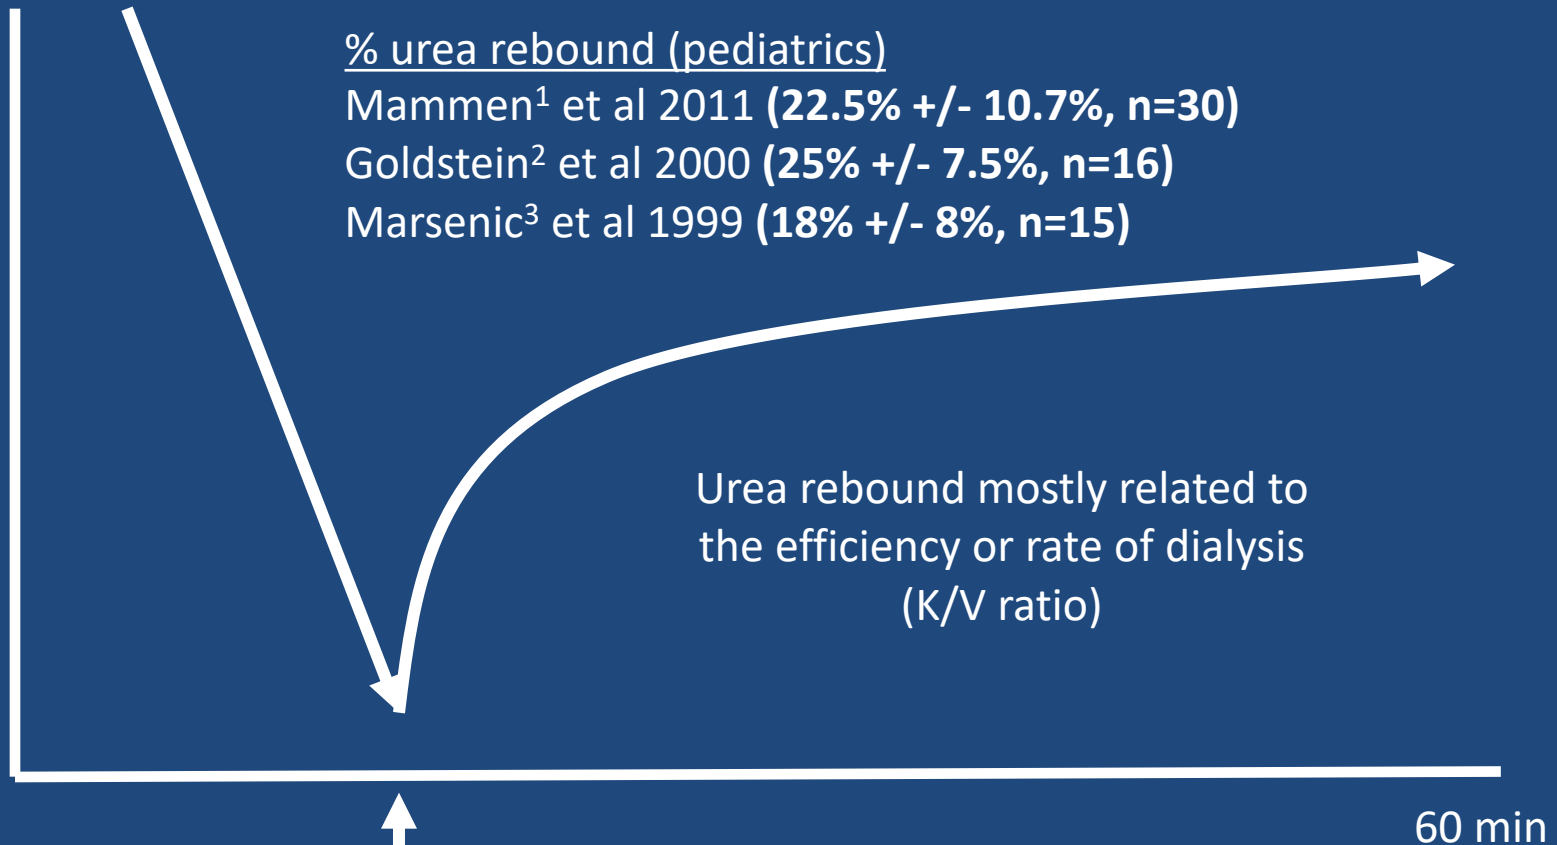 % urea rebound (pediatrics)
Mammen¹ et al 2011 (22.5% +/- 10.7%, n=30)
Goldstein² et al 2000 (25% +/- 7.5%, n=16)
Marsenic³ et al 1999 (18% +/- 8%, n=15)
Urea rebound mostly related to
the efficiency or rate of dialysis
(K/V ratio)
60 min